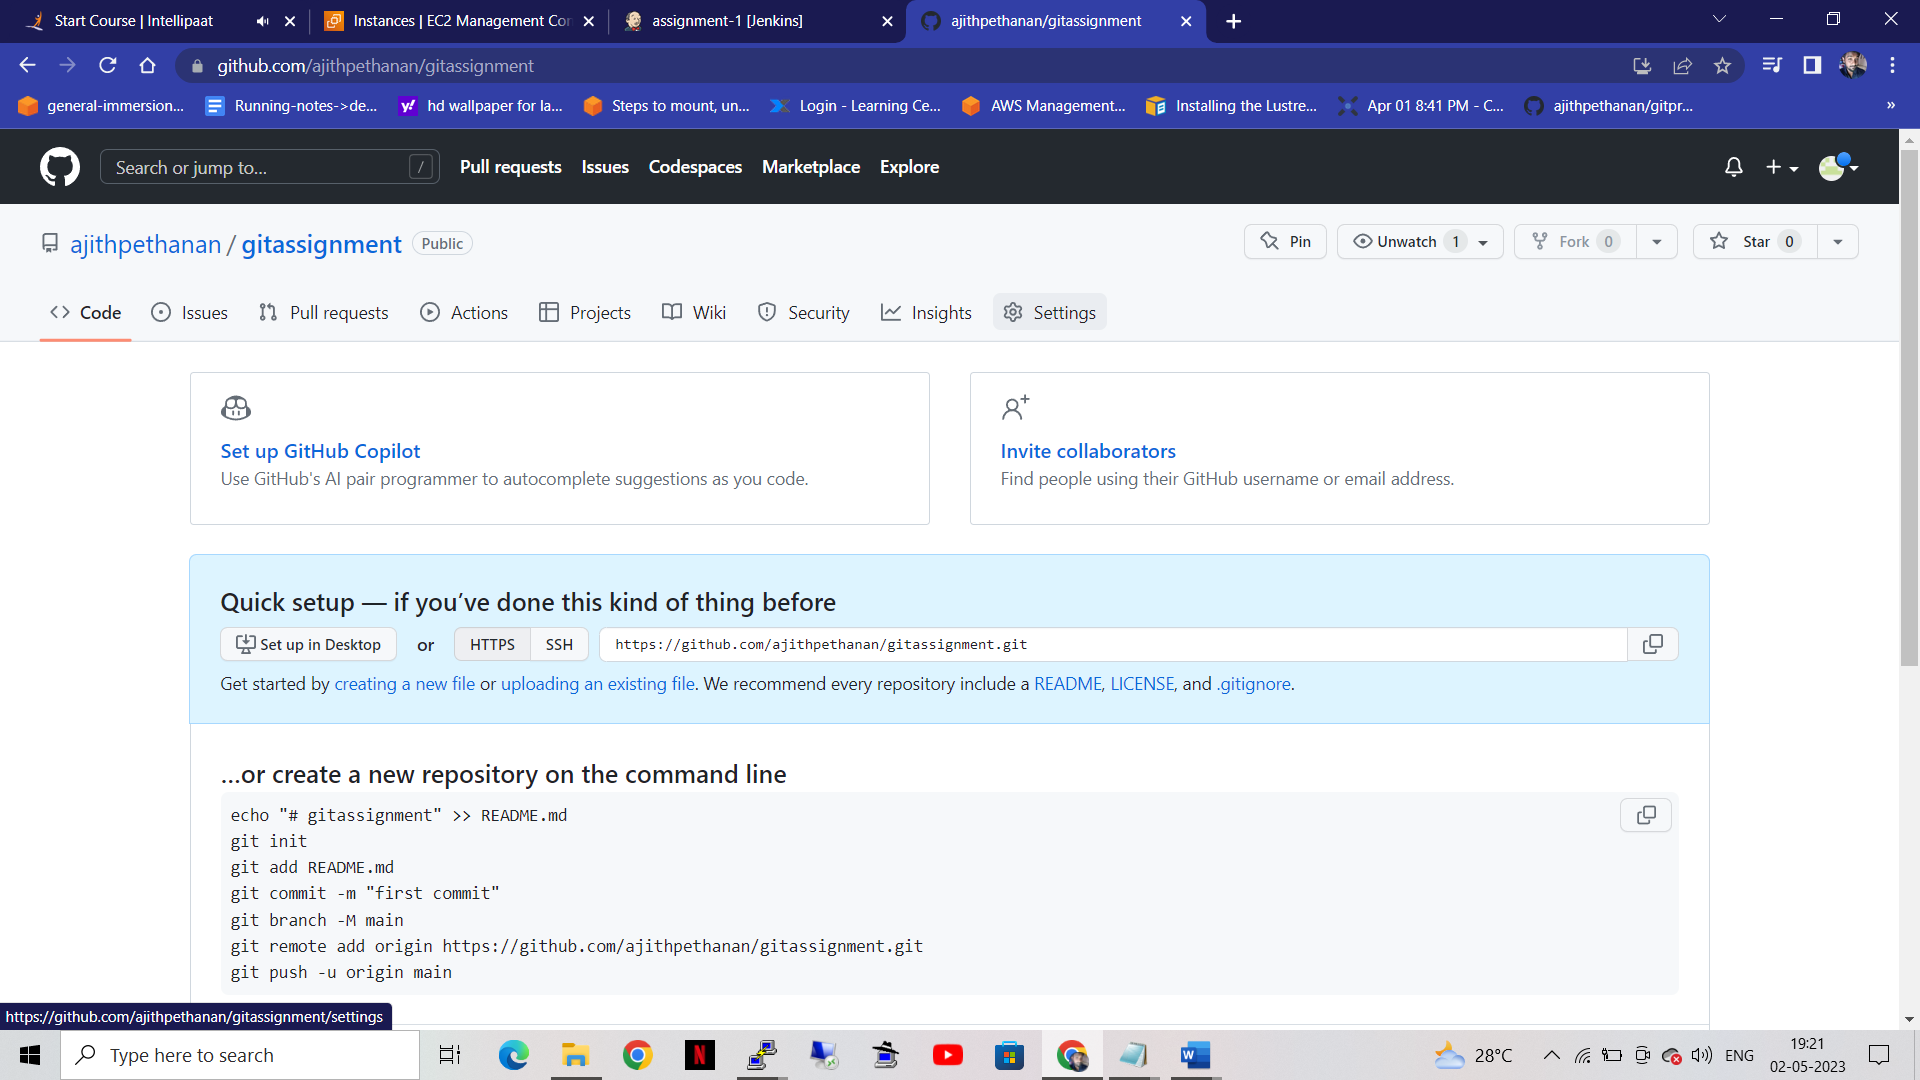 Start Course | Intellipaat
Instances | EC2 Management Con
assignment-1 [Jenkins]
ajithpethanan/gitassignment
github.com/ajithpethanan/gitassignment
general-immersion...
Running-notes->de...
hd wallpaper for la...
Steps to mount, un...
Login - Learning Ce...
AWS Management...
Installing the Lustre...
Apr 01 8:41 PM - C...
ajithpethanan/gitpr...
»
Search or jump to...
/
Pull requests
Issues
Codespaces
Marketplace
Explore
ajithpethanan / gitassignment
Public
Pin
Unwatch 1
Fork 0
Star 0
Code
Issues
Pull requests
Actions
Projects
Wiki
Security
Insights
Settings
Set up GitHub Copilot
Use GitHub's AI pair programmer to autocomplete suggestions as you code.
Invite collaborators
Find people using their GitHub username or email address.
Quick setup — if you’ve done this kind of thing before
Set up in Desktop
or
HTTPS
SSH
https://github.com/ajithpethanan/gitassignment.git
Get started by creating a new file or uploading an existing file. We recommend every repository include a README, LICENSE, and .gitignore.
…or create a new repository on the command line
echo "# gitassignment" >> README.md
git init
git add README.md
git commit -m "first commit"
git branch -M main
git remote add origin https://github.com/ajithpethanan/gitassignment.git
git push -u origin main
https://github.com/ajithpethanan/gitassignment/settings
Type here to search
28°C
ENG
19:21
02-05-2023